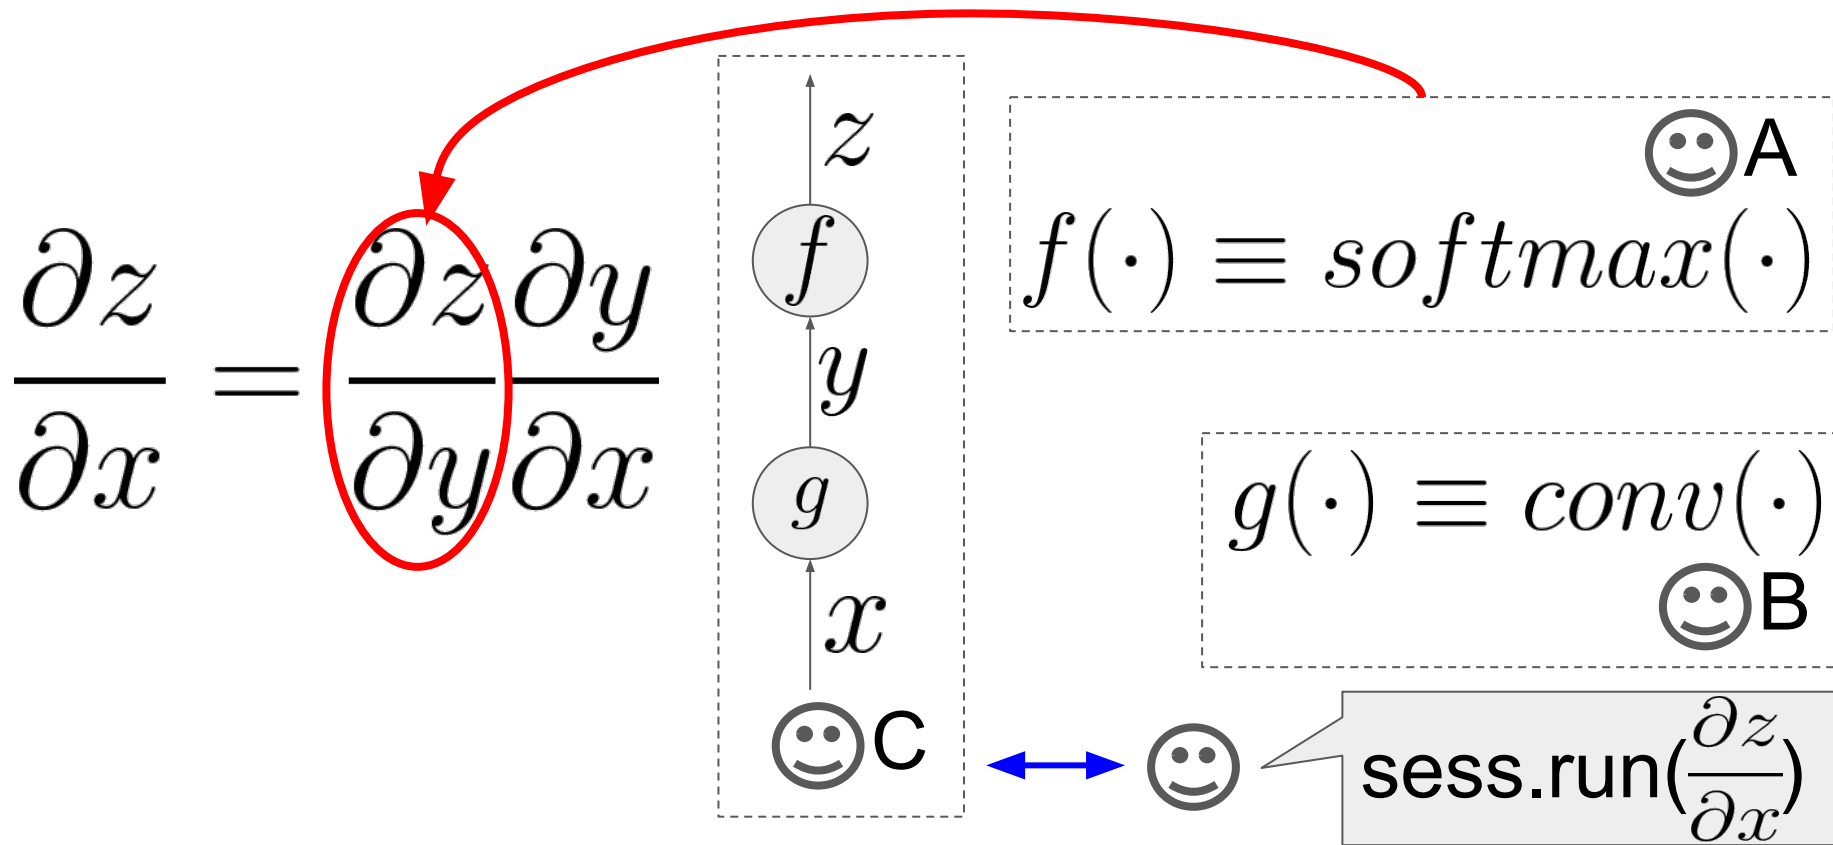 ∂z/∂x = ∂z/∂y ∂y/∂x
z
f
y
g
x
C
A
f(·) ≡ softmax(·)
g(·) ≡ conv(·)
B
sess.run(∂z/∂x)